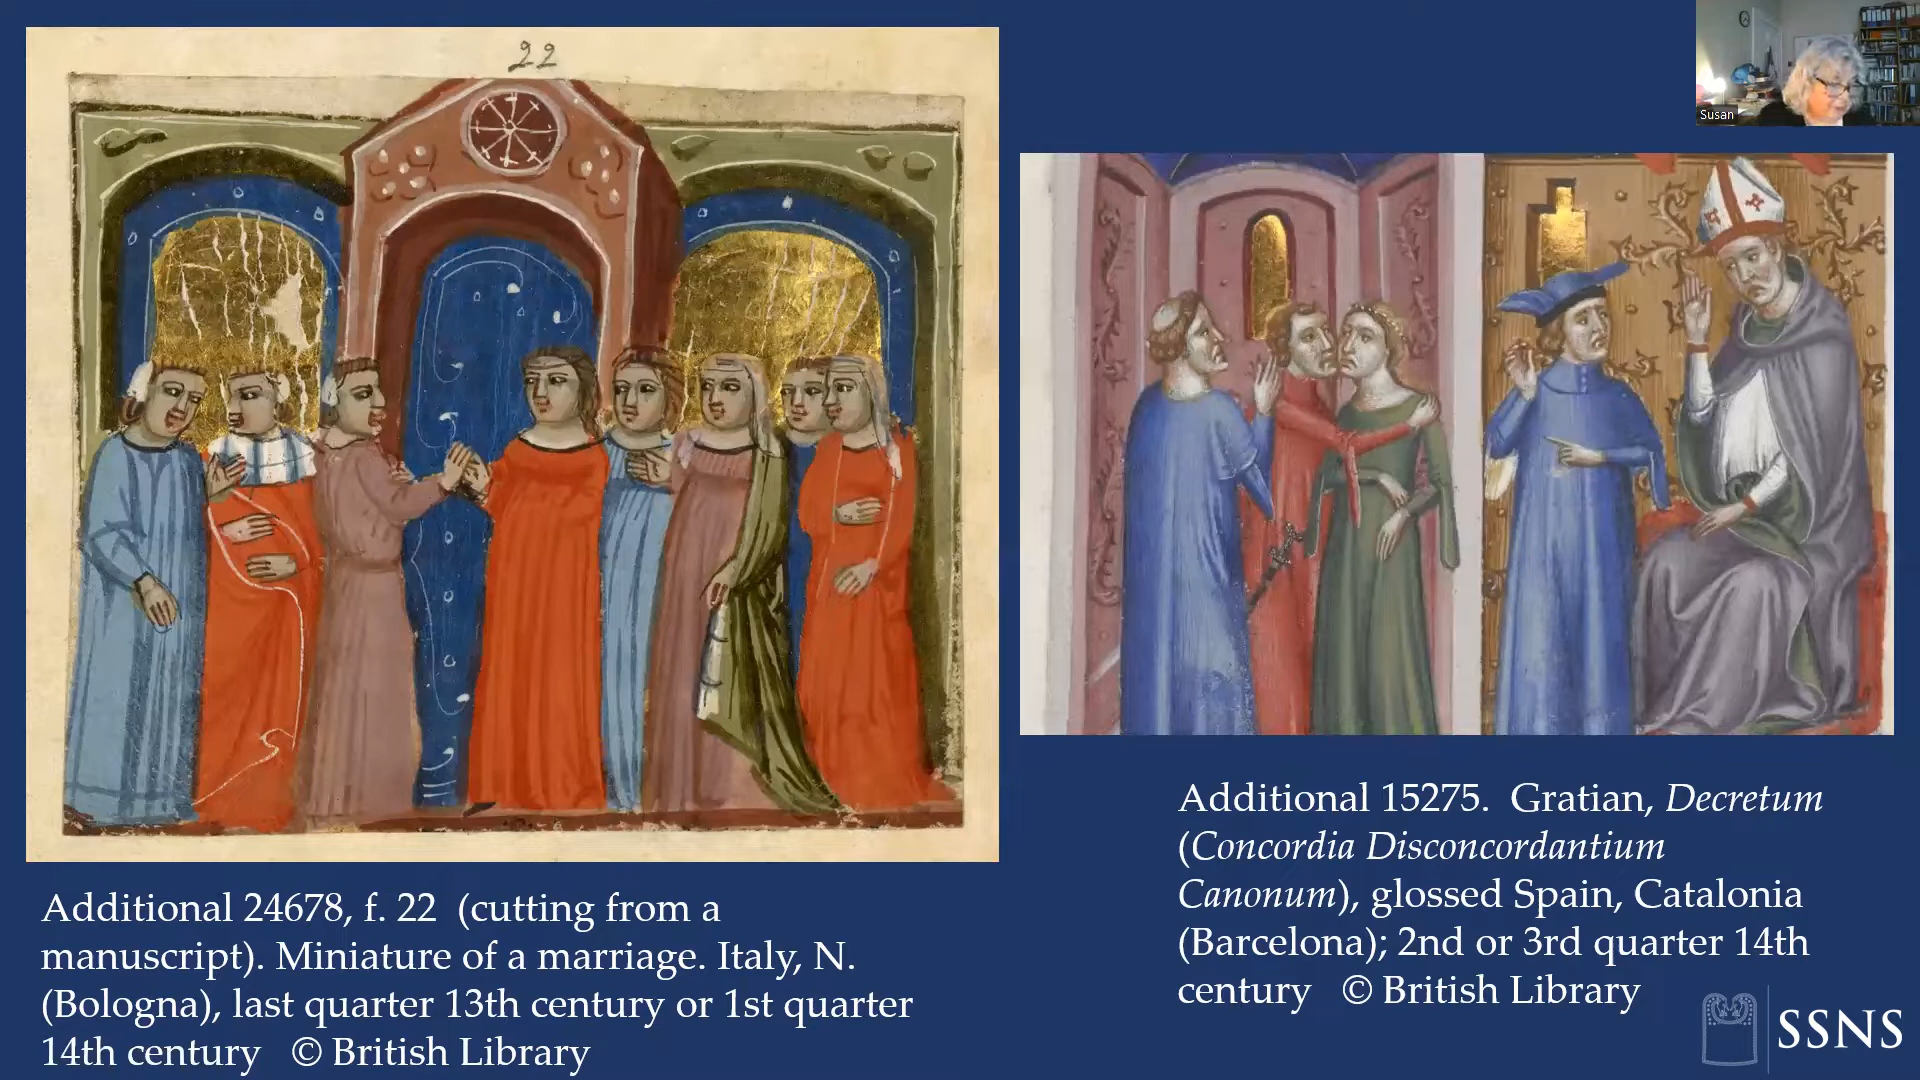 22
Susan
Additional 24678, f. 22 (cutting from a
manuscript). Miniature of a marriage. Italy, N.
(Bologna), last quarter 13th century or 1st quarter
14th century © British Library
Additional 15275. Gratian, Decretum
(Concordia Disconcordantium
Canonum), glossed Spain, Catalonia
(Barcelona); 2nd or 3rd quarter 14th
century © British Library
SSNS